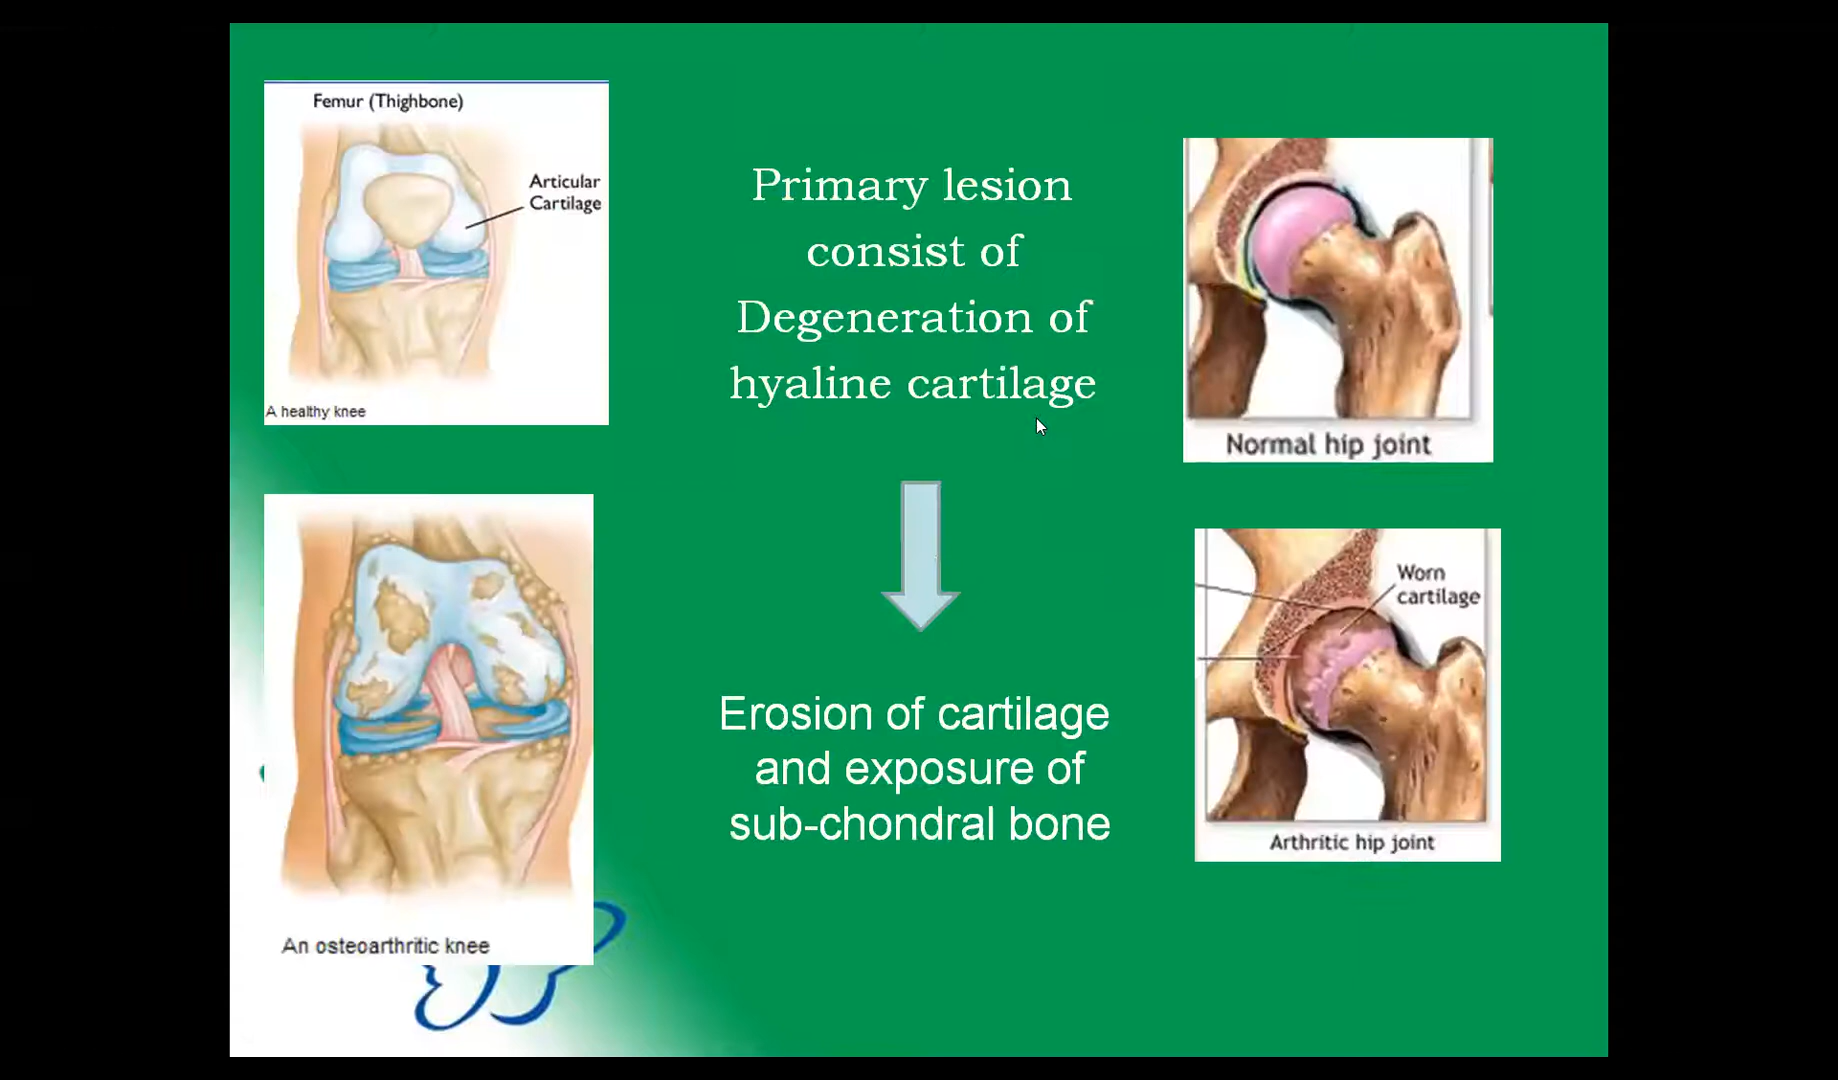 Femur (Thighbone)
Articular
Cartilage
A healthy knee
Primary lesion
consist of
Degeneration of
hyaline cartilage
Normal hip joint
An osteoarthritic knee
Erosion of cartilage
and exposure of
sub-chondral bone
Worn
cartilage
Arthritic hip joint